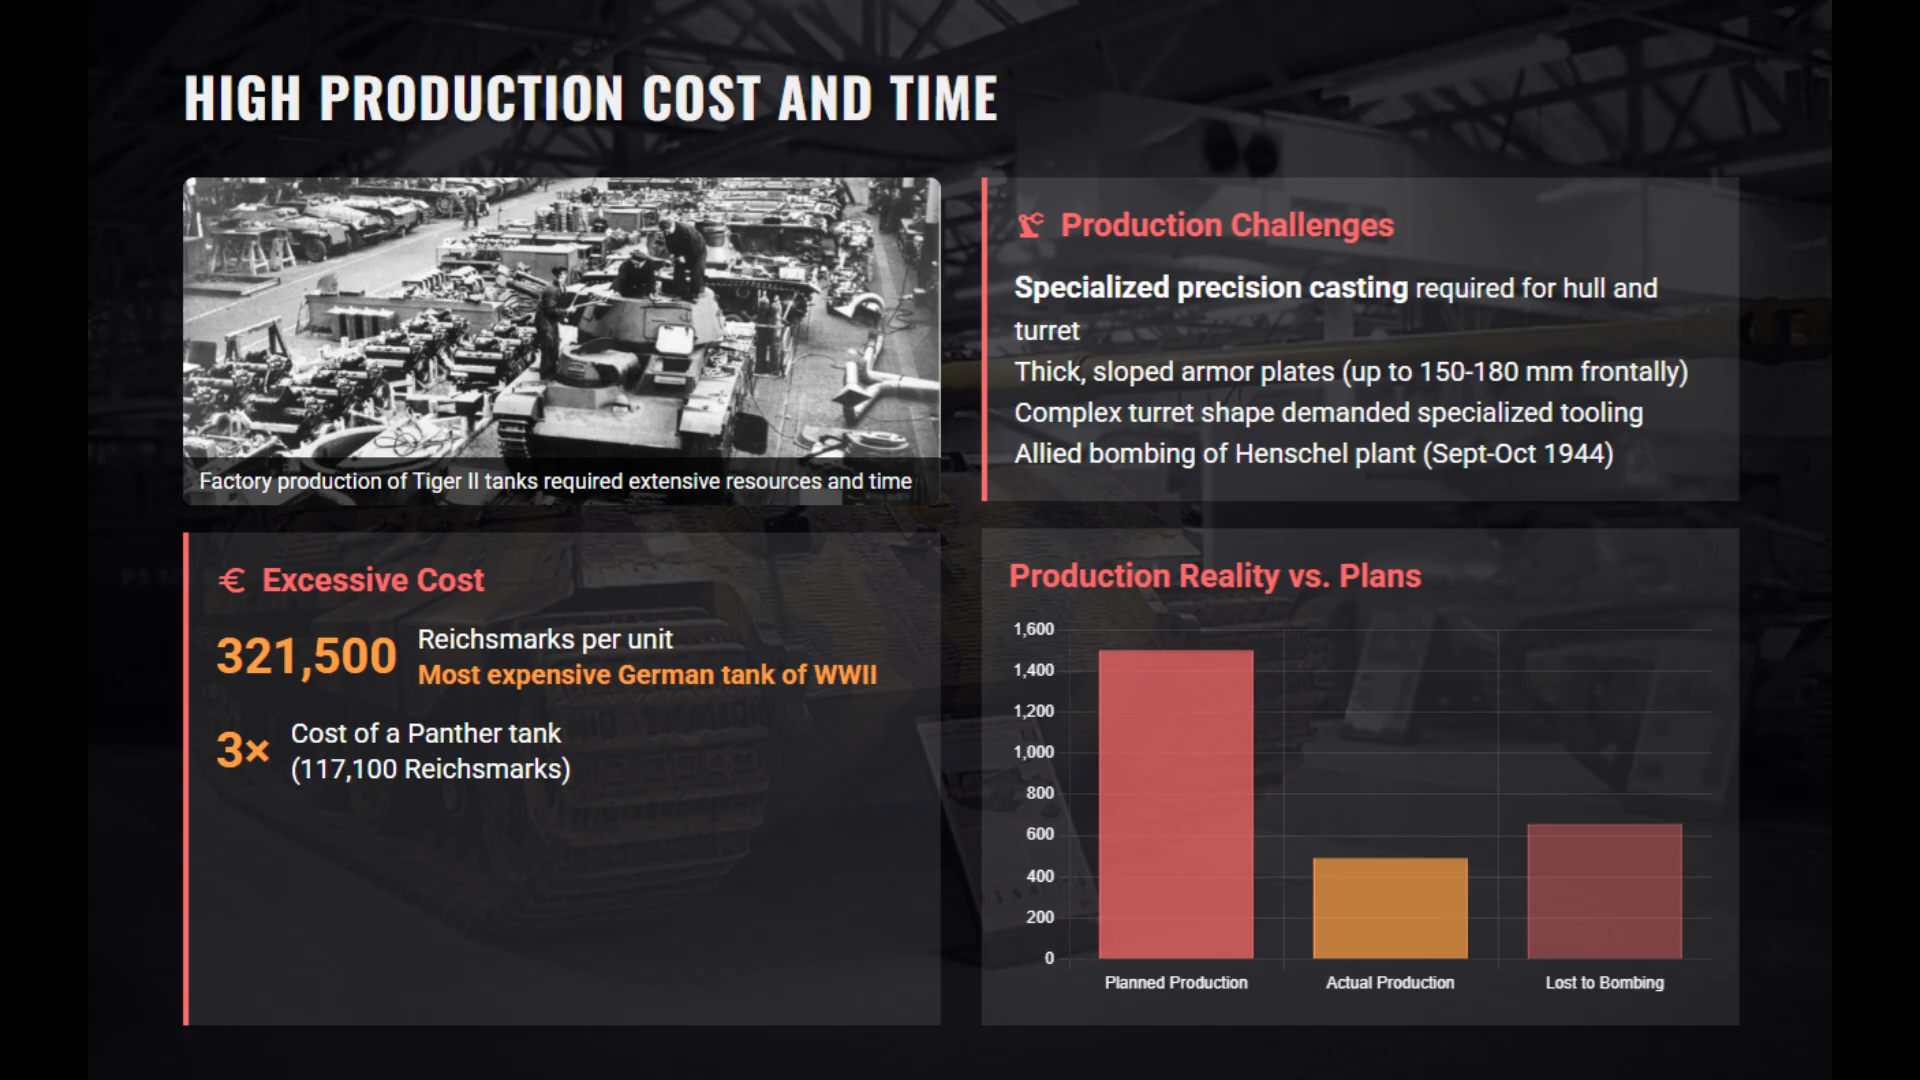 HIGH PRODUCTION COST AND TIME
Factory production of Tiger II tanks required extensive resources and time
Production Challenges
Specialized precision casting required for hull and
turret
Thick, sloped armor plates (up to 150-180 mm frontally)
Complex turret shape demanded specialized tooling
Allied bombing of Henschel plant (Sept-Oct 1944)
€ Excessive Cost
321,500
Reichsmarks per unit
Most expensive German tank of WWII
3×
Cost of a Panther tank
(117,100 Reichsmarks)
Production Reality vs. Plans
1,600
1,400
1,200
1,000
800
600
400
200
0
Planned Production
Actual Production
Lost to Bombing